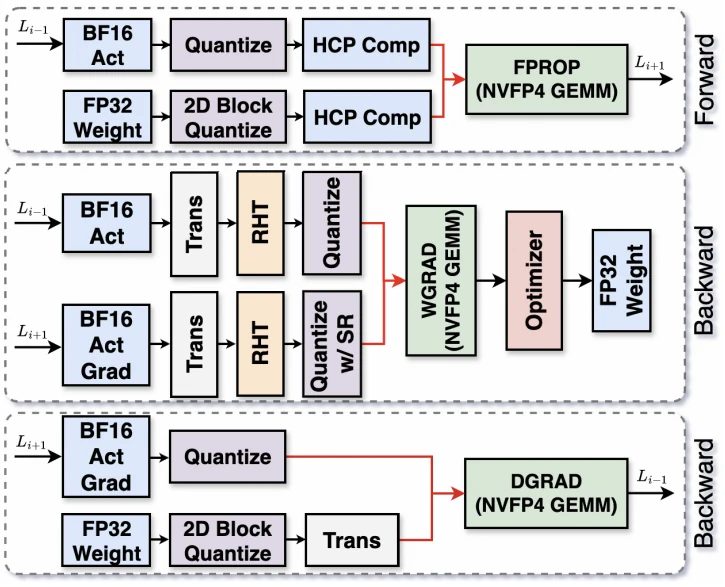 L_{i-1}
BF16
Act
Quantize
HCP Comp
FP32
Weight
2D Block
Quantize
HCP Comp
FPROP
(NVFP4 GEMM)
L_{i+1}
Forward
L_{i-1}
BF16
Act
Trans
RHT
Quantize
L_{i+1}
BF16
Act
Grad
Trans
RHT
Quantize
w/ SR
WGRAD
(NVFP4 GEMM)
Optimizer
FP32
Weight
Backward
L_{i+1}
BF16
Act
Grad
Quantize
FP32
Weight
2D Block
Quantize
Trans
DGRAD
(NVFP4 GEMM)
L_{i-1}
Backward